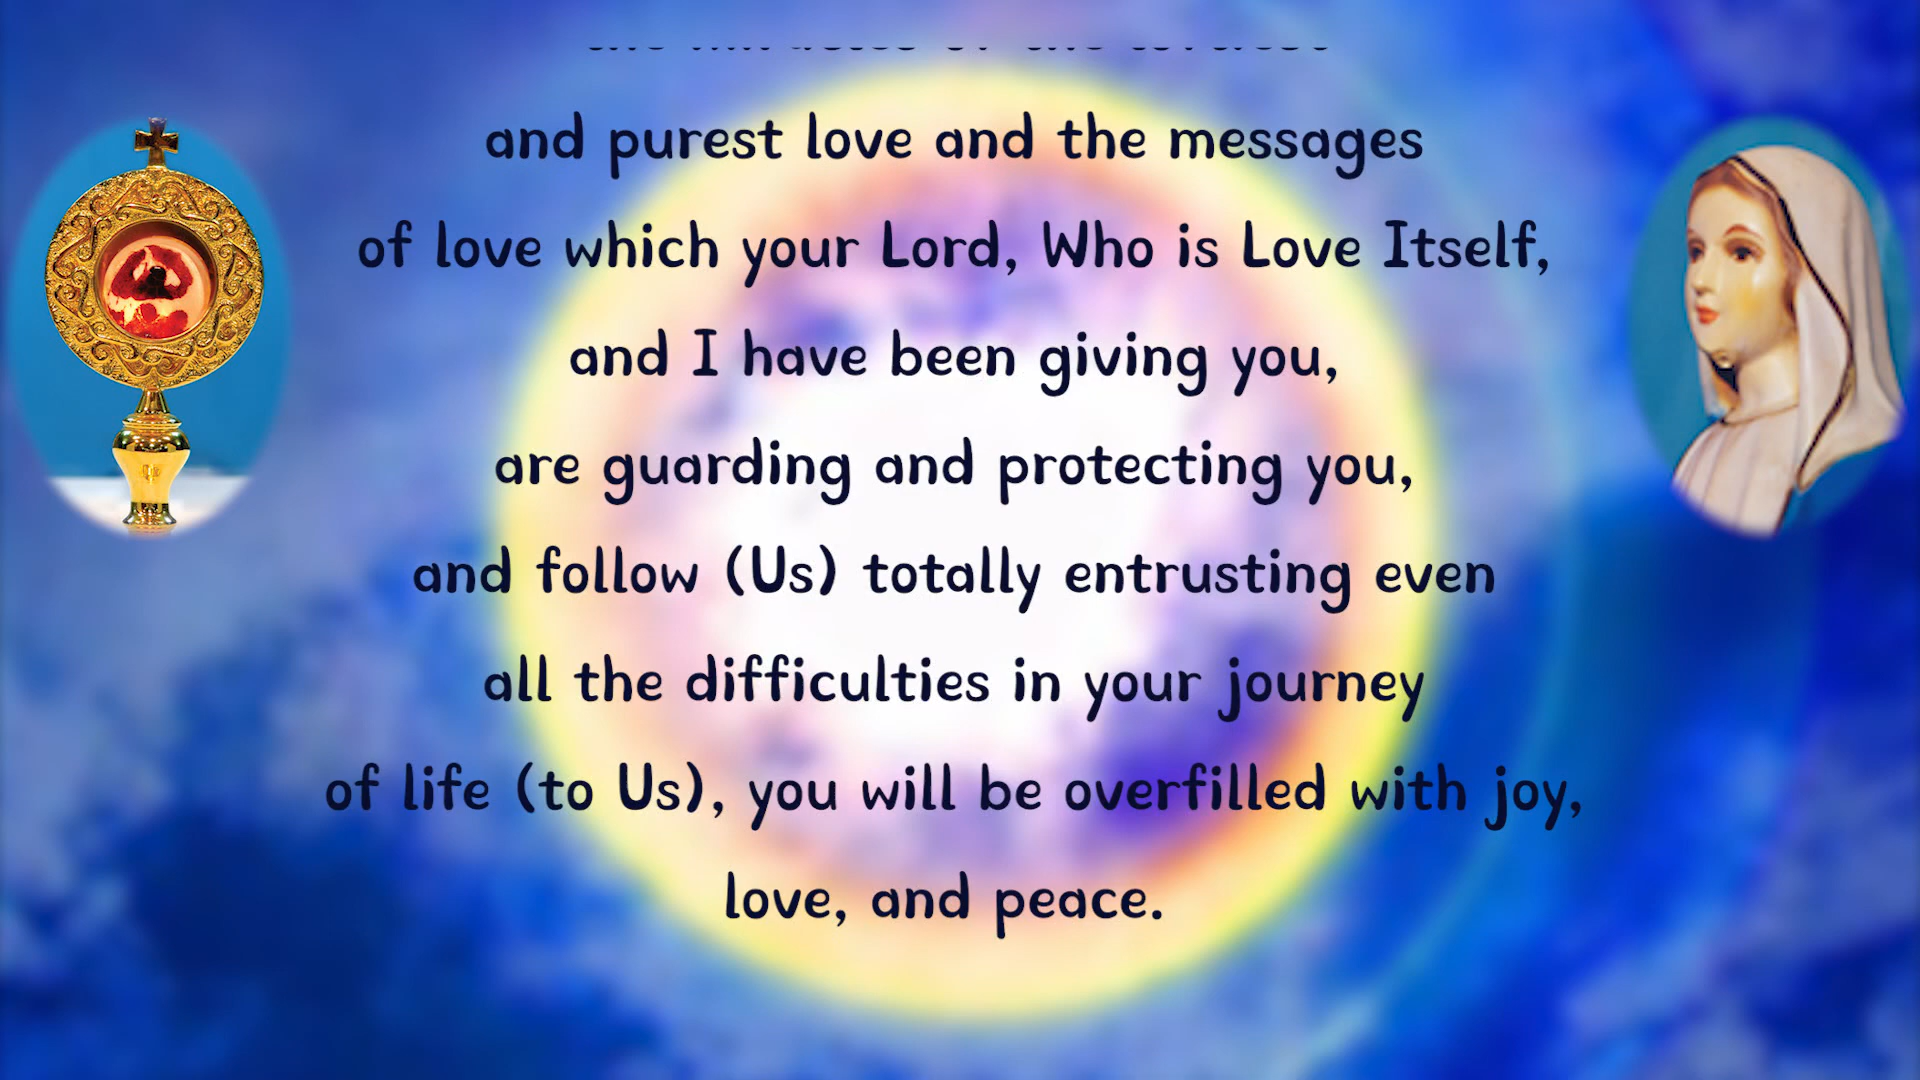 and purest love and the messages
of love which your Lord, Who is Love Itself,
and I have been giving you,
are guarding and protecting you,
and follow (Us) totally entrusting even
all the difficulties in your journey
of life (to Us), you will be overfilled with joy,
love, and peace.